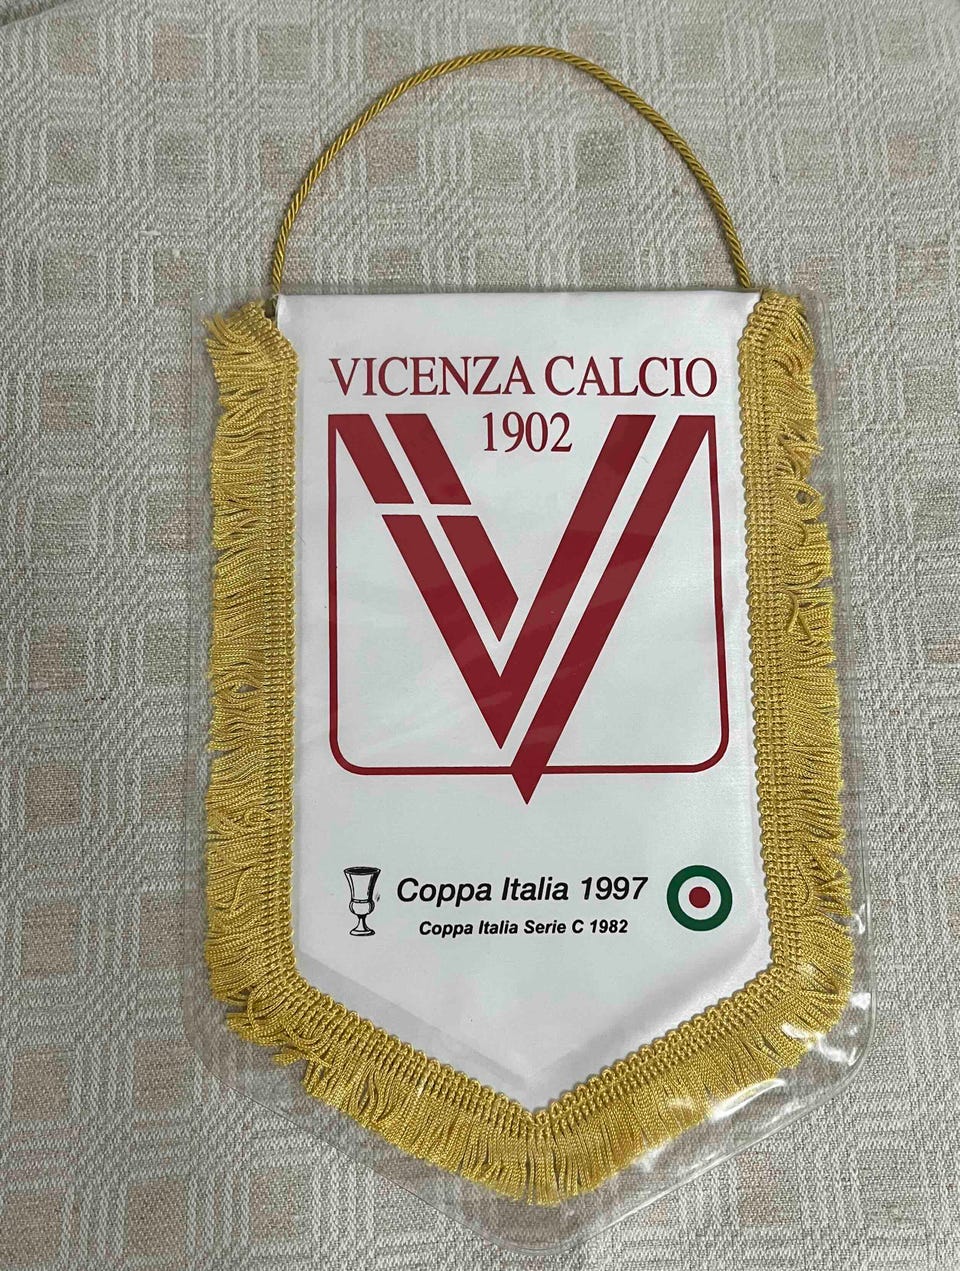 VICENZA CALCIO
1902
Coppa Italia 1997
Coppa Italia Serie C 1982